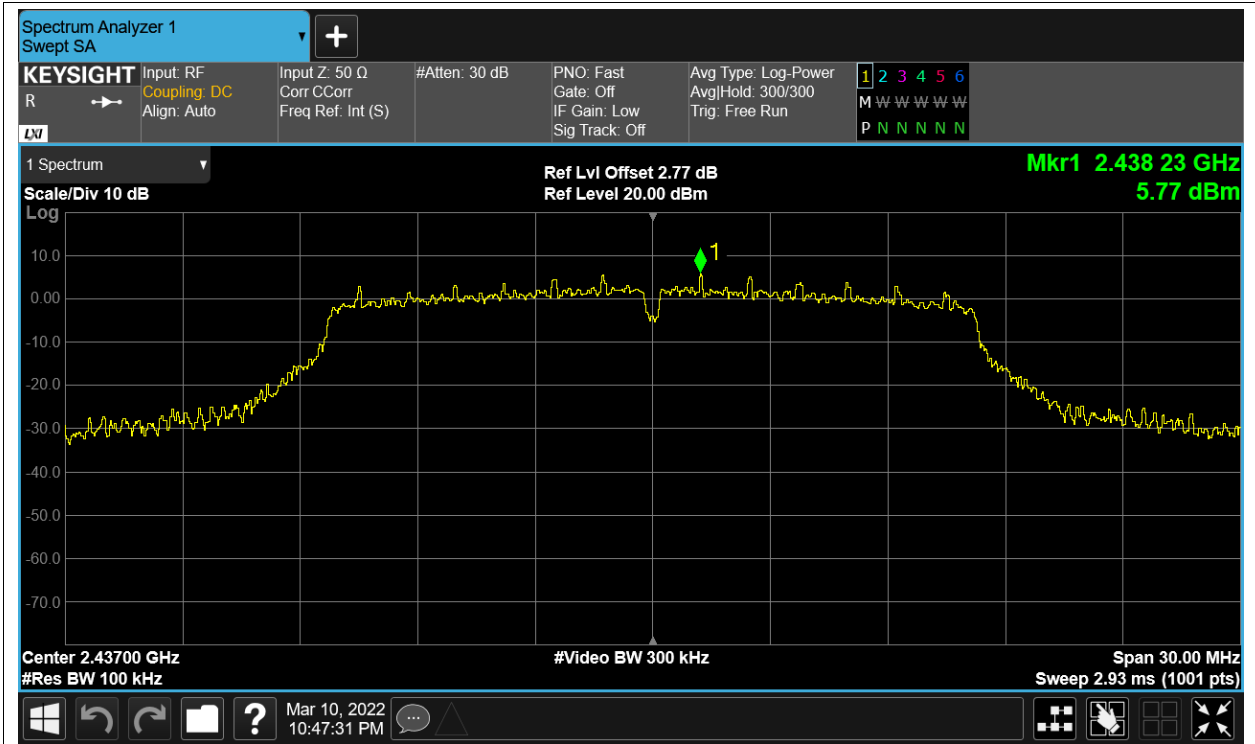 Spectrum Analyzer 1
Swept SA
+
KEYSIGHT
R
LXI
Input: RF
Coupling: DC
Align: Auto
Input Z: 50 Ω
Corr CCorr
Freq Ref: Int (S)
#Atten: 30 dB
PNO: Fast
Gate: Off
IF Gain: Low
Sig Track: Off
Avg Type: Log-Power
Avg|Hold: 300/300
Trig: Free Run
1 2 3 4 5 6
M W W W W W W
P N N N N N N
1 Spectrum
Scale/Div 10 dB
Log
Ref Lvl Offset 2.77 dB
Ref Level 20.00 dBm
Mkr1 2.438 23 GHz
5.77 dBm
1
10.0
0.00
-10.0
-20.0
-30.0
-40.0
-50.0
-60.0
-70.0
Center 2.43700 GHz
#Res BW 100 kHz
#Video BW 300 kHz
Span 30.00 MHz
Sweep 2.93 ms (1001 pts)
?
Mar 10, 2022
10:47:31 PM